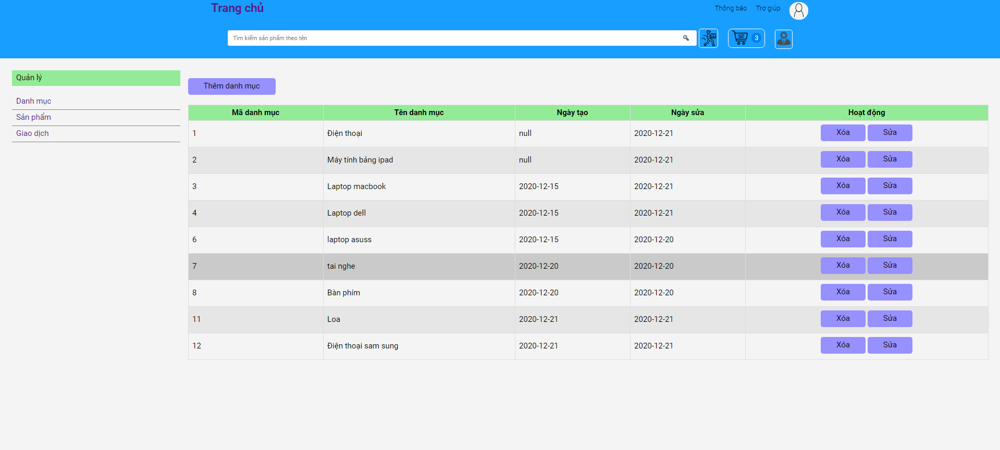 Trang chủ
Thông báo Trợ giúp
Tìm kiếm sản phẩm theo tên
3
Quản lý
Danh mục
Sản phẩm
Giao dịch
Thêm danh mục
Mã danh mục Tên danh mục Ngày tạo Ngày sửa Hoạt động
1 Điện thoại null 2020-12-21 Xóa Sửa
2 Máy tính bảng ipad null 2020-12-21 Xóa Sửa
3 Laptop macbook 2020-12-15 2020-12-21 Xóa Sửa
4 Laptop dell 2020-12-15 2020-12-21 Xóa Sửa
6 laptop asuss 2020-12-15 2020-12-20 Xóa Sửa
7 tai nghe 2020-12-20 2020-12-20 Xóa Sửa
8 Bàn phím 2020-12-20 2020-12-20 Xóa Sửa
11 Loa 2020-12-21 2020-12-21 Xóa Sửa
12 Điện thoại sam sung 2020-12-21 2020-12-21 Xóa Sửa